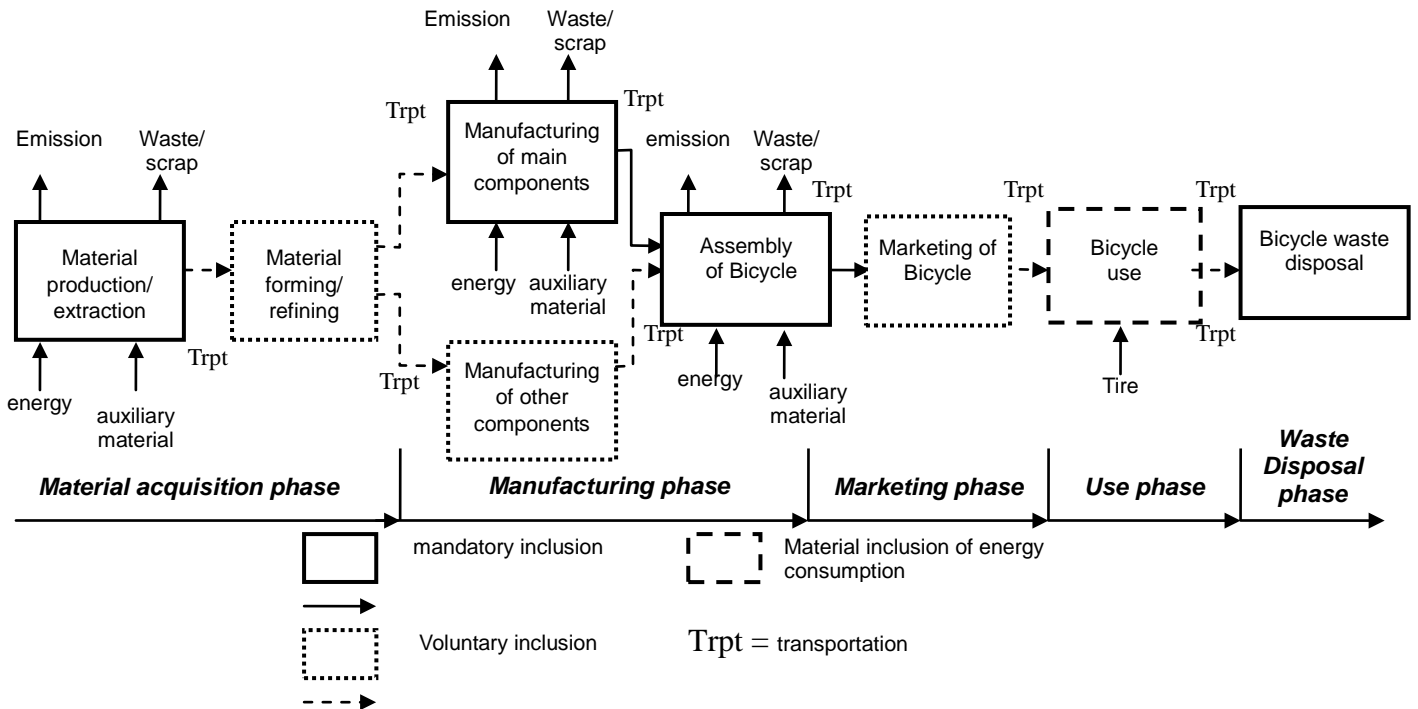 Emission
Waste/
scrap
Trpt
Trpt
Manufacturing
of main
components
energy
auxiliary
material
Emission
Waste/
scrap
Material
production/
extraction
Trpt
energy
auxiliary
material
Material
forming/
refining
Trpt
Manufacturing
of other
components
Trpt
emission
Waste/
scrap
Trpt
Assembly
of Bicycle
energy
auxiliary
material
Marketing of
Bicycle
Trpt
Bicycle
use
Tire
Trpt
Trpt
Bicycle waste
disposal
Material acquisition phase
Manufacturing phase
Marketing phase
Use phase
Waste
Disposal
phase
mandatory inclusion
Material inclusion of energy
consumption
Voluntary inclusion
Trpt = transportation